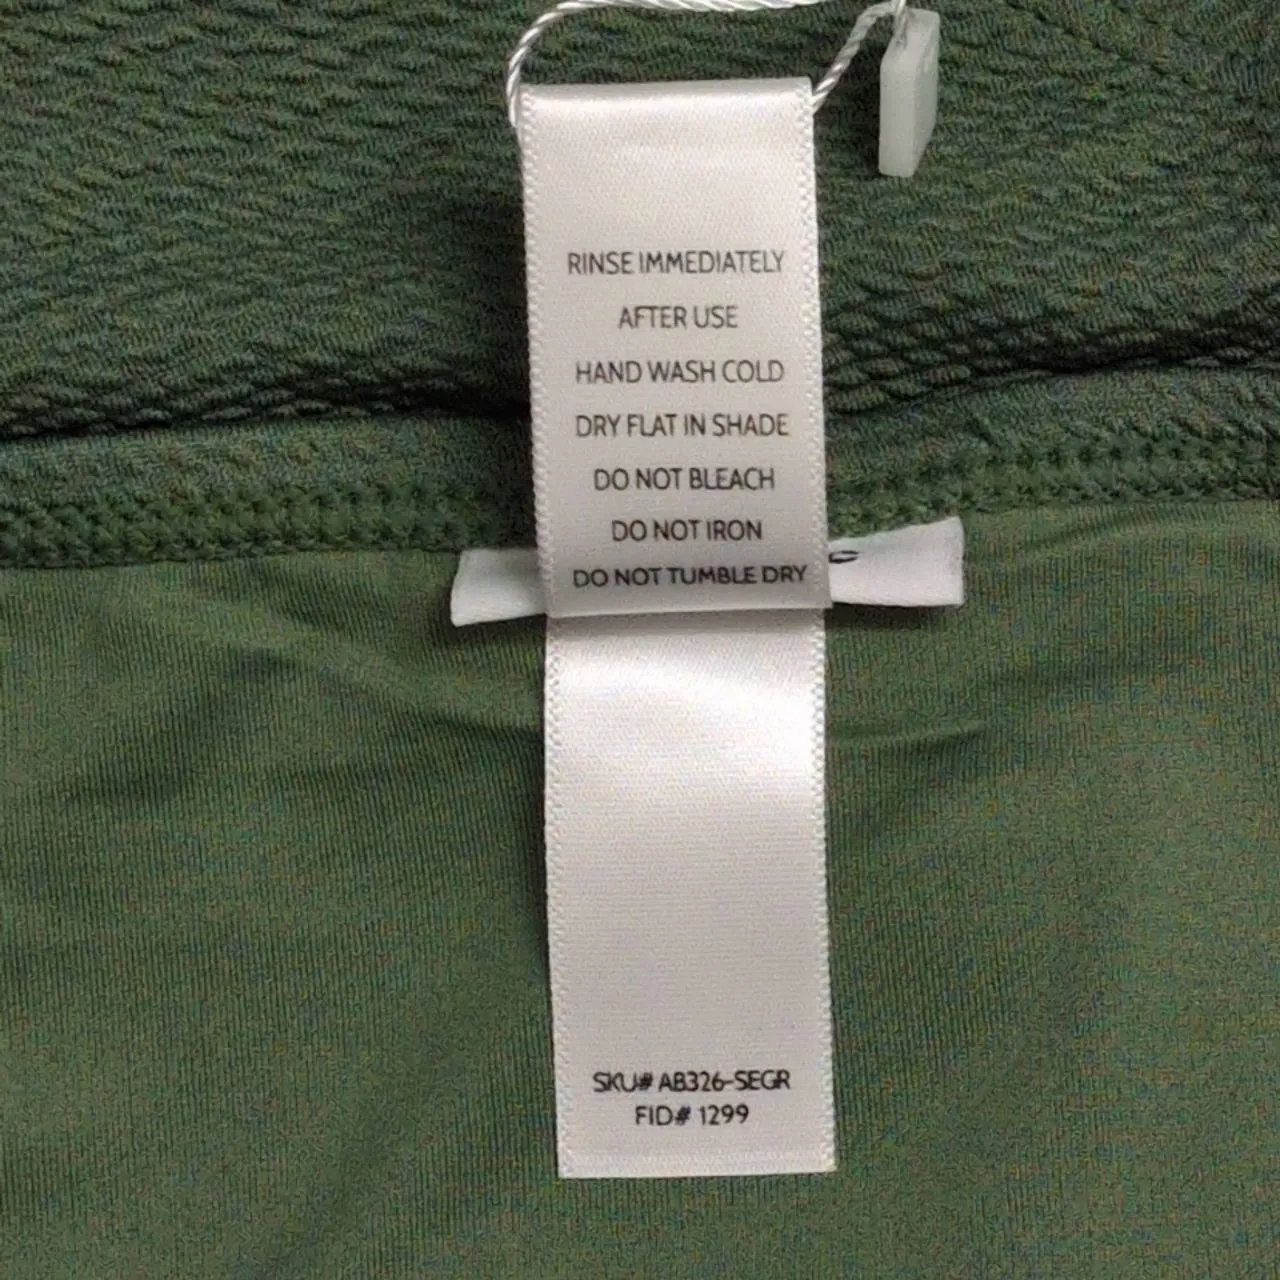 RINSE IMMEDIATELY
AFTER USE
HAND WASH COLD
DRY FLAT IN SHADE
DO NOT BLEACH
DO NOT IRON
DO NOT TUMBLE DRY
SKU# AB326-SEGR
FID# 1299